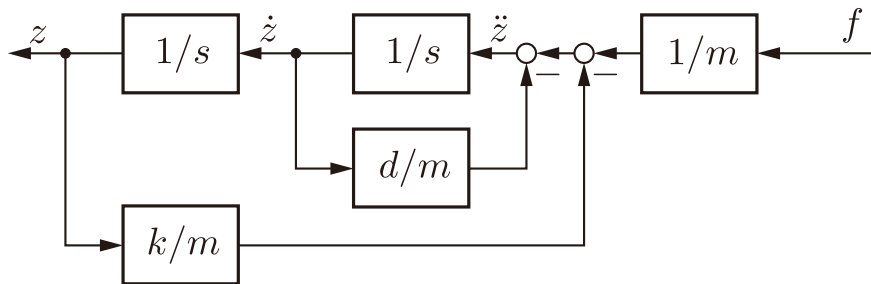 z 1/s ż 1/s z̈ − − 1/m f
d/m
k/m